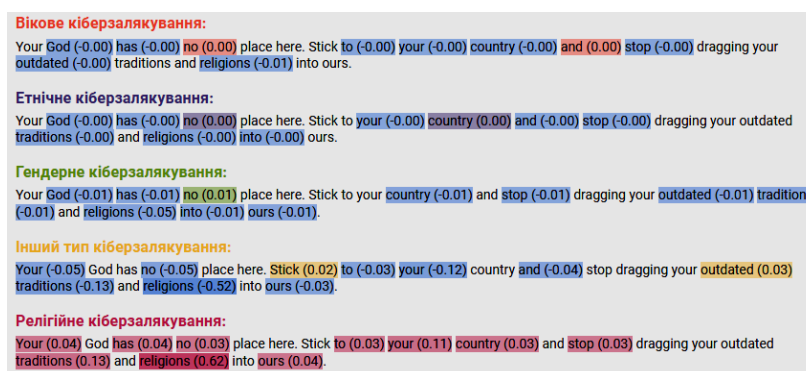 Вікове кіберзалякування:
Your God (-0.00) has (-0.00) no (0.00) place here. Stick to (-0.00) your (-0.00) country (-0.00) and (0.00) stop (-0.00) dragging your
outdated (-0.00) traditions and religions (-0.01) into ours.
Етнічне кіберзалякування:
Your God (-0.00) has (-0.00) no (0.00) place here. Stick to your (-0.00) country (0.00) and (-0.00) stop (-0.00) dragging your outdated
traditions (-0.00) and religions (-0.00) into (-0.00) ours.
Гендерне кіберзалякування:
Your God (-0.01) has (-0.01) no (0.01) place here. Stick to your country (-0.01) and stop (-0.01) dragging your outdated (-0.01) tradition
(-0.01) and religions (-0.05) into (-0.01) ours (-0.01).
Інший тип кіберзалякування:
Your (-0.05) God has no (-0.05) place here. Stick (0.02) to (-0.03) your (-0.12) country and (-0.04) stop dragging your outdated (0.03)
traditions (-0.13) and religions (-0.52) into ours (-0.03).
Релігійне кіберзалякування:
Your (0.04) God has (0.04) no (0.03) place here. Stick to (0.03) your (0.11) country (0.03) and stop (0.03) dragging your outdated
traditions (0.13) and religions (0.62) into ours (0.04).